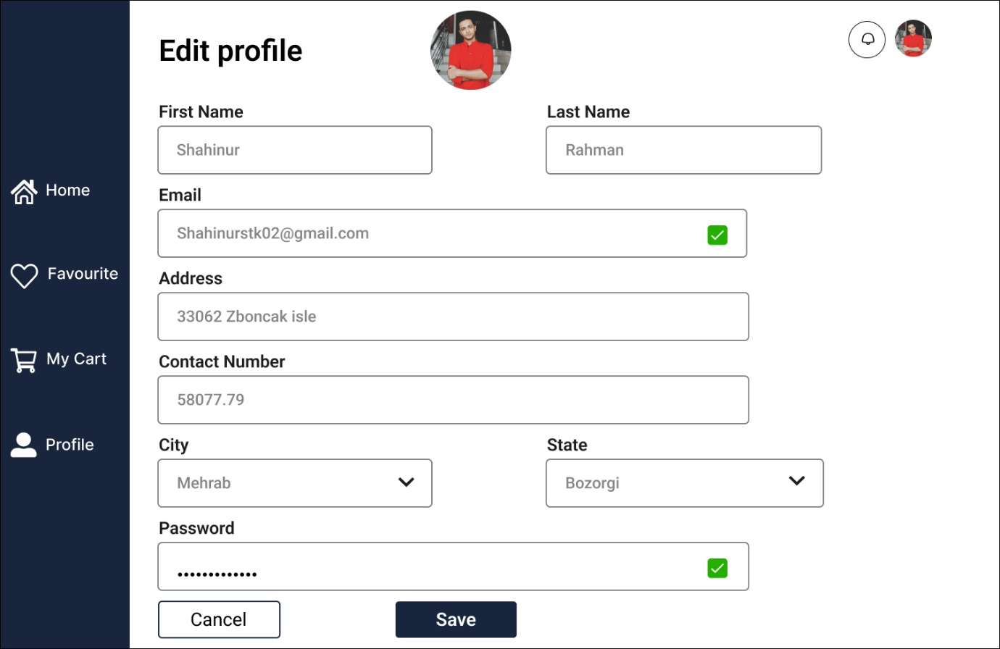 Edit profile
First Name
Last Name
Shahinur
Rahman
Email
Shahinurstk02@gmail.com
Address
33062 Zboncak isle
Contact Number
58077.79
City
State
Mehrab
Bozorgi
Password
•••••••••••••
Cancel
Save
Home
Favourite
My Cart
Profile